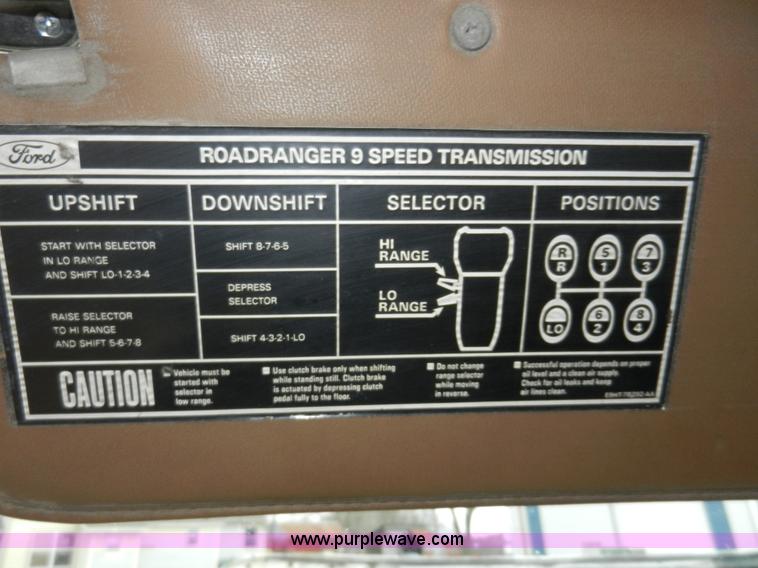 Ford
ROADRANGER 9 SPEED TRANSMISSION
UPSHIFT
START WITH SELECTOR
IN LO RANGE
AND SHIFT LO-1-2-3-4
RAISE SELECTOR
TO HI RANGE
AND SHIFT 5-6-7-8
DOWNSHIFT
SHIFT 8-7-6-5
DEPRESS
SELECTOR
SHIFT 4-3-2-1-LO
SELECTOR
HI
RANGE
LO
RANGE
POSITIONS
R 5 7
R 1 3
6 8
LO 2 4
CAUTION
Vehicle must be
started with
selector in
low range.
Use clutch brake only when shifting
while standing still. Clutch brake
is actuated by depressing clutch
pedal fully to the floor.
Do not change
range selector
while moving
in reverse.
Successful operation depends on proper
oil level and a clean air supply.
Check for oil leaks and keep
air lines clean.
www.purplewave.com